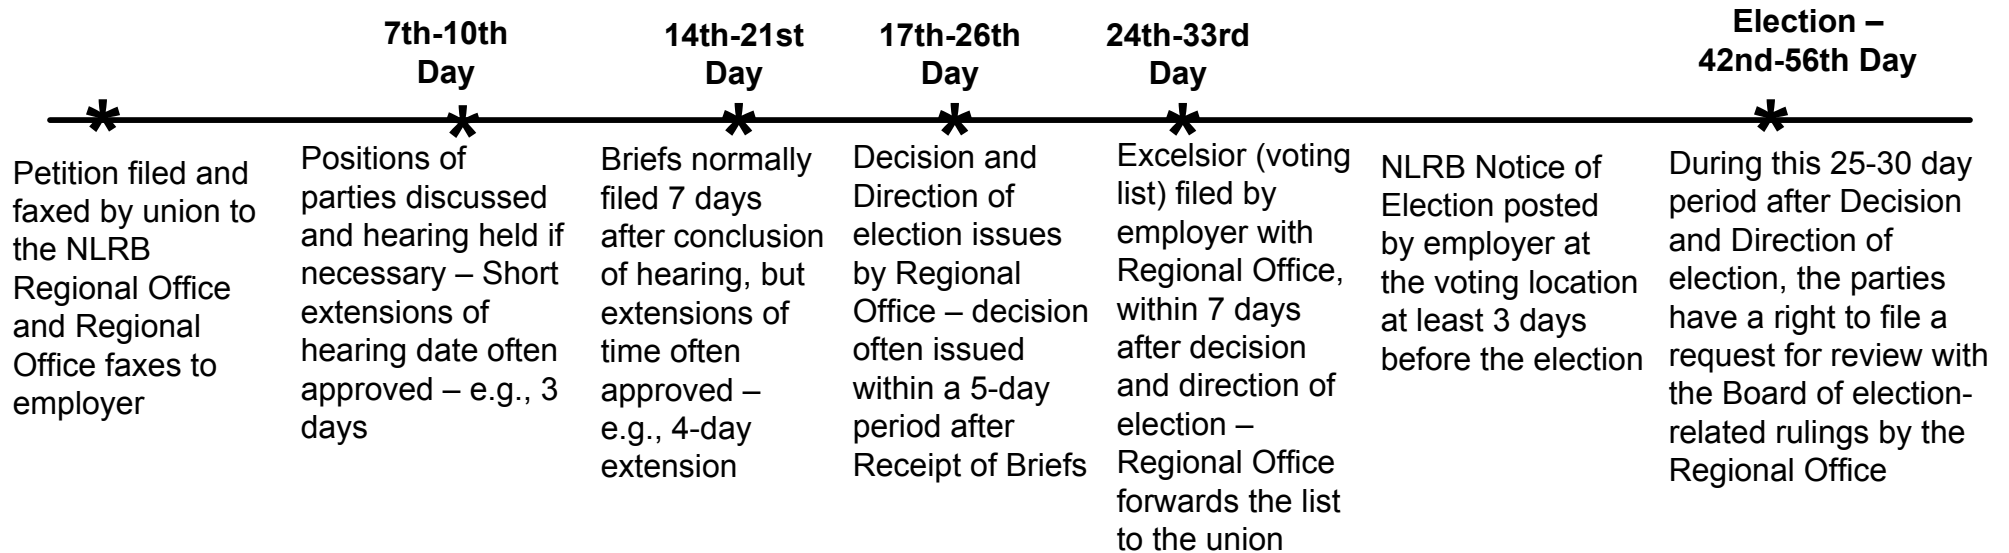 7th-10th
Day
14th-21st
Day
17th-26th
Day
24th-33rd
Day
Election –
42nd-56th Day
Petition filed and
faxed by union to
the NLRB
Regional Office
and Regional
Office faxes to
employer
Positions of
parties discussed
and hearing held if
necessary – Short
extensions of
hearing date often
approved – e.g., 3
days
Briefs normally
filed 7 days
after conclusion
of hearing, but
extensions of
time often
approved –
e.g., 4-day
extension
Decision and
Direction of
election issues
by Regional
Office – decision
often issued
within a 5-day
period after
Receipt of Briefs
Excelsior (voting
list) filed by
employer with
Regional Office,
within 7 days
after decision
and direction of
election –
Regional Office
forwards the list
to the union
NLRB Notice of
Election posted
by employer at
the voting location
at least 3 days
before the election
During this 25-30 day
period after Decision
and Direction of
election, the parties
have a right to file a
request for review with
the Board of election-
related rulings by the
Regional Office